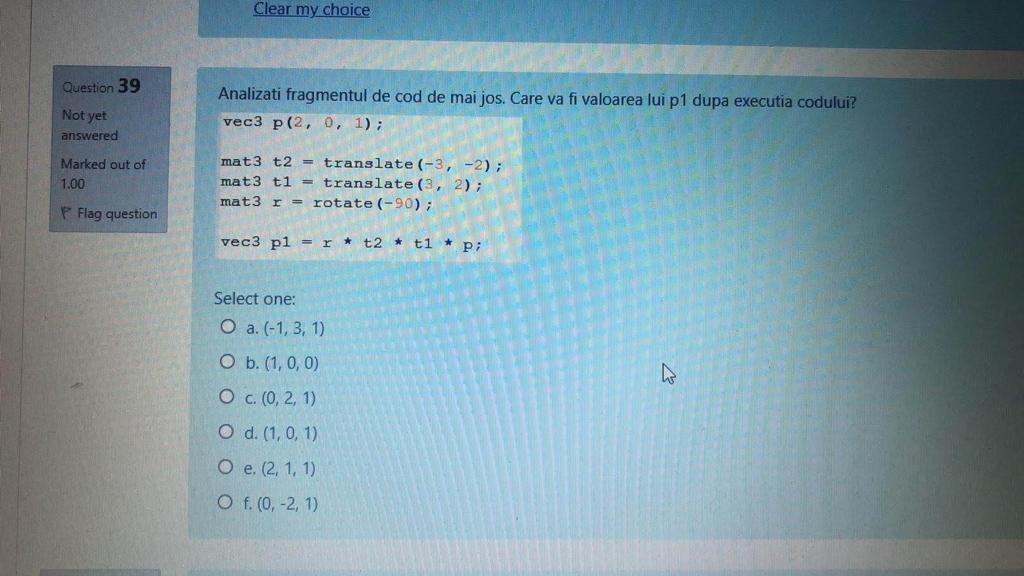 Clear my choice
Question 39
Not yet
answered
Marked out of
1.00
Flag question
Analizati fragmentul de cod de mai jos. Care va fi valoarea lui p1 dupa executia codului?
vec3 p(2, 0, 1);
mat3 t2 = translate(-3, -2);
mat3 t1 = translate(3, 2);
mat3 r = rotate(-90);
vec3 p1 = r * t2 * t1 * p;
Select one:
a. (-1, 3, 1)
b. (1, 0, 0)
c. (0, 2, 1)
d. (1, 0, 1)
e. (2, 1, 1)
f. (0, -2, 1)